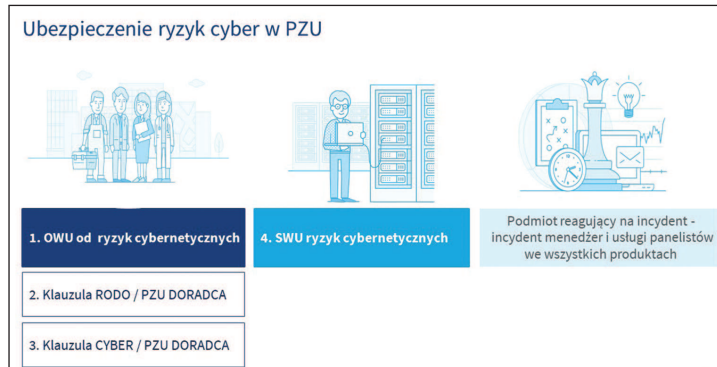 Ubezpieczenie ryzyk cyber w PZU
1. OWU od ryzyk cybernetycznych
4. SWU ryzyk cybernetycznych
Podmiot reagujący na incydent -
incydent menedżer i usługi panelistów
we wszystkich produktach
2. Klauzula RODO / PZU DORADCA
3. Klauzula CYBER / PZU DORADCA